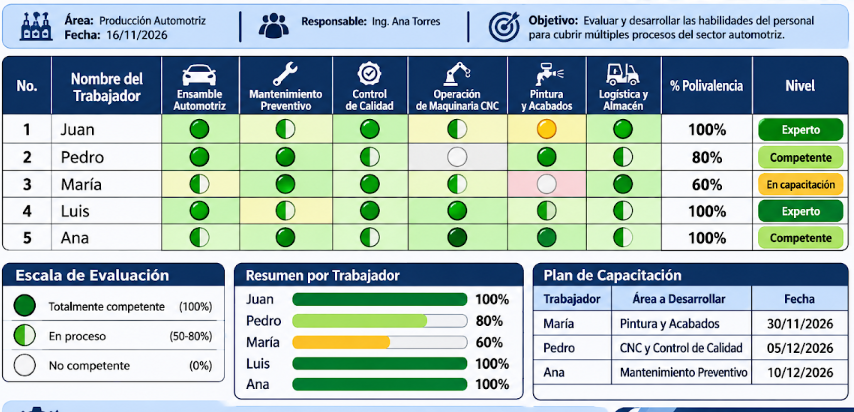 Área: Producción Automotriz
Fecha: 16/11/2026
Responsable: Ing. Ana Torres
Objetivo: Evaluar y desarrollar las habilidades del personal
para cubrir múltiples procesos del sector automotriz.
No.
Nombre del
Trabajador
Ensamble
Automotriz
Mantenimiento
Preventivo
Control
de Calidad
Operación
de Maquinaria CNC
Pintura
y Acabados
Logística y
Almacén
% Polivalencia
Nivel
1 Juan 100% Experto
2 Pedro 80% Competente
3 María 60% En capacitación
4 Luis 100% Experto
5 Ana 100% Competente
Escala de Evaluación
Totalmente competente (100%)
En proceso (50-80%)
No competente (0%)
Resumen por Trabajador
Juan 100%
Pedro 80%
María 60%
Luis 100%
Ana 100%
Plan de Capacitación
Trabajador Área a Desarrollar Fecha
María Pintura y Acabados 30/11/2026
Pedro CNC y Control de Calidad 05/12/2026
Ana Mantenimiento Preventivo 10/12/2026